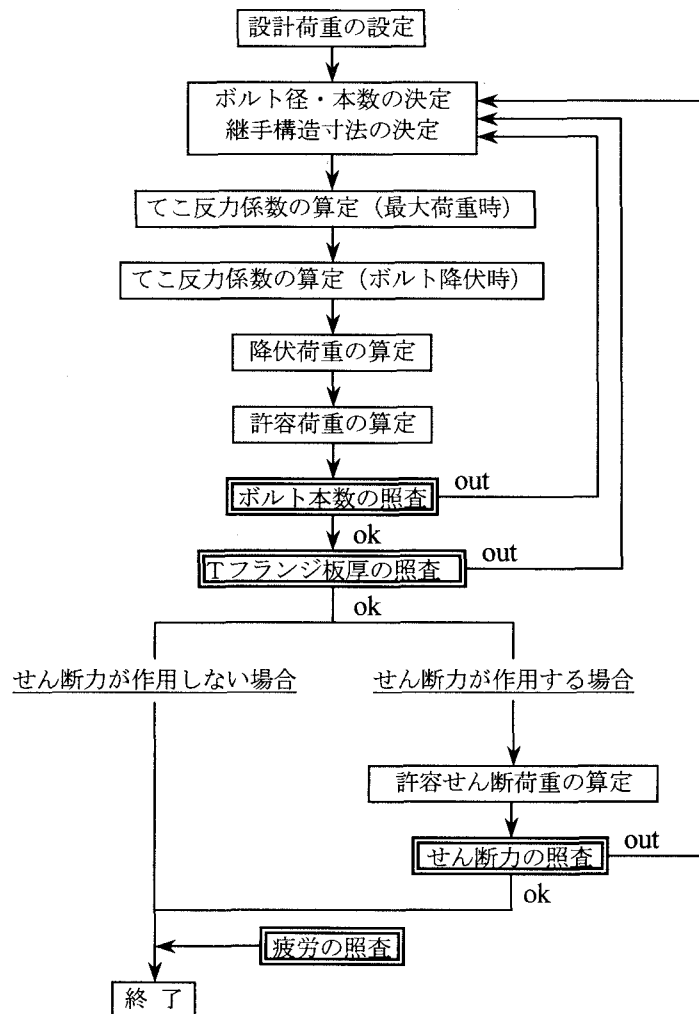 設計荷重の設定
ボルト径・本数の決定
継手構造寸法の決定
てこ反力係数の算定（最大荷重時）
てこ反力係数の算定（ボルト降伏時）
降伏荷重の算定
許容荷重の算定
ボルト本数の照査
out
ok
Tフランジ板厚の照査
out
ok
せん断力が作用しない場合
せん断力が作用する場合
許容せん断荷重の算定
せん断力の照査
out
ok
疲労の照査
終 了